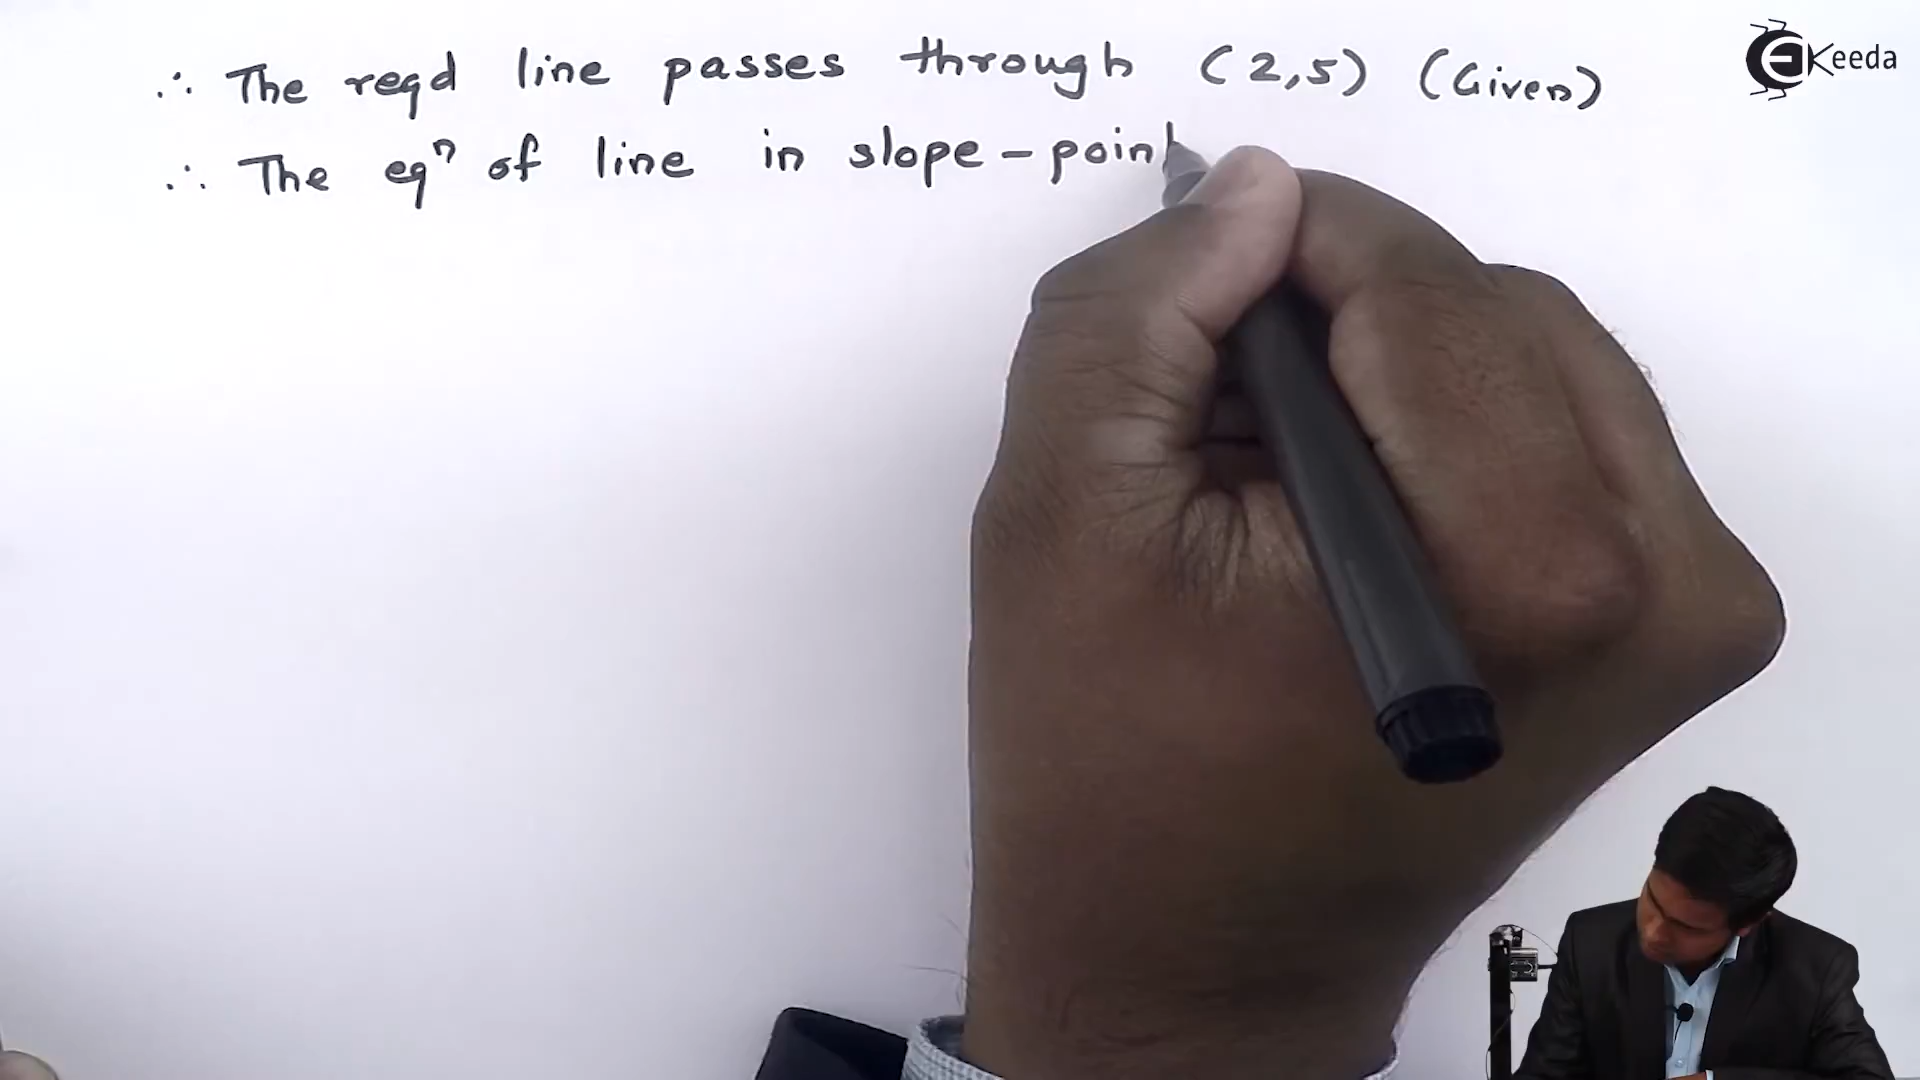 ∴ The reqd line passes through (2,5) (Given)
∴ The eqⁿ of line in slope - point
EKeeda